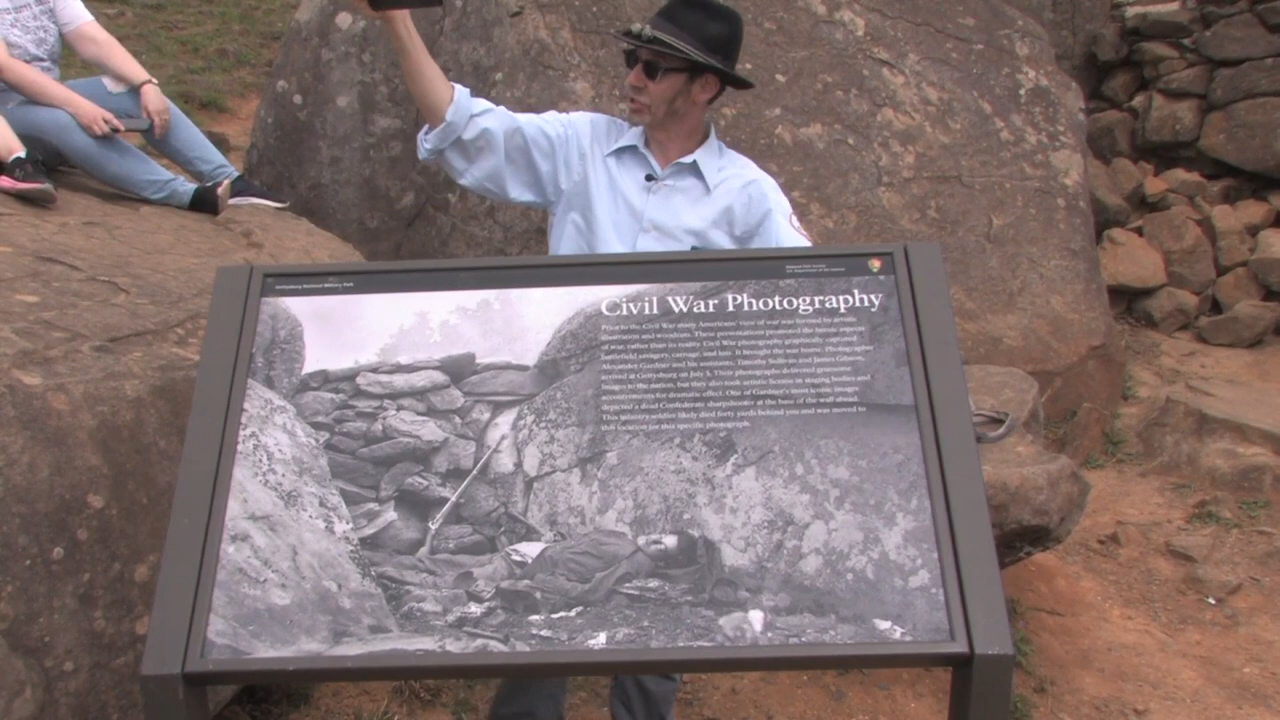 Gettysburg National Military Park
National Park Service
U.S. Department of the Interior
Civil War Photography
Prior to the Civil War many Americans' view of war was formed by artistic
illustration and woodcuts. These presentations promoted the heroic aspects
of war, rather than its reality. Civil War photography graphically captured
battlefield savagery, carnage, and loss. It brought the war home. Photographer
Alexander Gardner and his assistants, Timothy Sullivan and James Gibson,
arrived at Gettysburg on July 5. Their photographs delivered gruesome
images to the nation, but they also took artistic license in staging bodies and
accoutrements for dramatic effect. One of Gardner's most iconic images
depicted a dead Confederate sharpshooter at the base of the wall ahead.
This infantry soldier likely died forty yards behind you and was moved to
this location for this specific photograph.